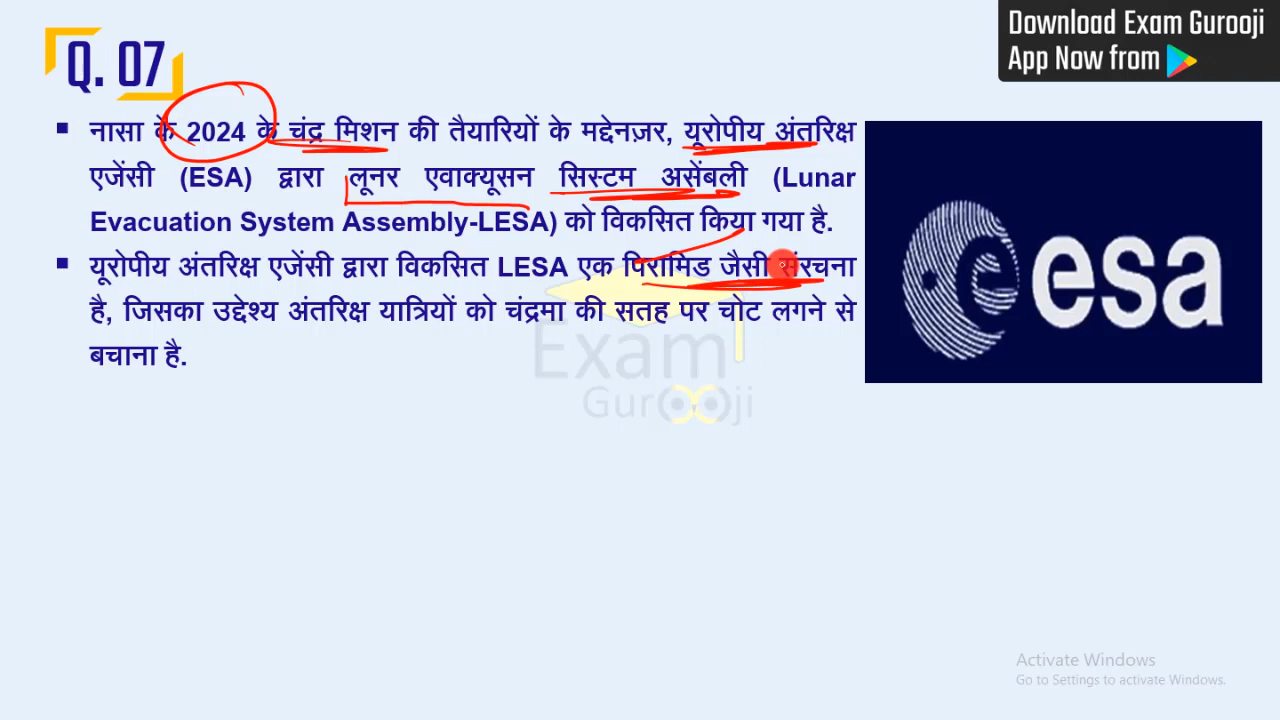 Download Exam Gurooji
App Now from
Q. 07
▪ नासा के 2024 के चंद्र मिशन की तैयारियों के मद्देनज़र, यूरोपीय अंतरिक्ष
एजेंसी (ESA) द्वारा लूनर एवाक्यूसन सिस्टम असेंबली (Lunar
Evacuation System Assembly-LESA) को विकसित किया गया है.
▪ यूरोपीय अंतरिक्ष एजेंसी द्वारा विकसित LESA एक पिरामिड जैसी संरचना
है, जिसका उद्देश्य अंतरिक्ष यात्रियों को चंद्रमा की सतह पर चोट लगने से
बचाना है.
esa
Exam
Gurooji
Activate Windows
Go to Settings to activate Windows.